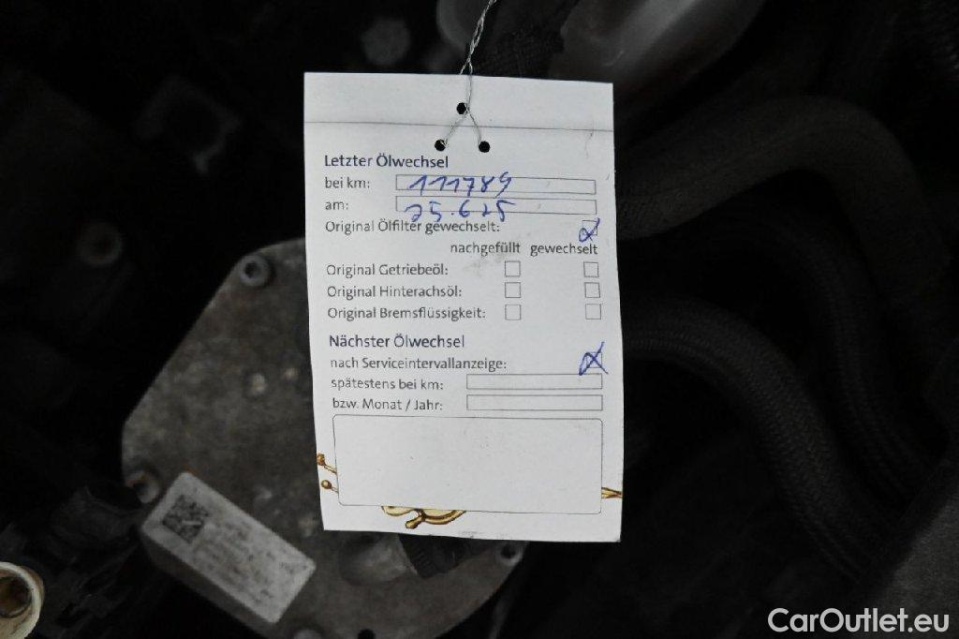 Letzter Ölwechsel
bei km: 111789
am: 25.6.25
Original Ölfilter gewechselt:
nachgefüllt gewechselt
Original Getriebeöl:
Original Hinterachsöl:
Original Bremsflüssigkeit:
Nächster Ölwechsel
nach Serviceintervallanzeige:
spätestens bei km:
bzw. Monat / Jahr:
CarOutlet.eu